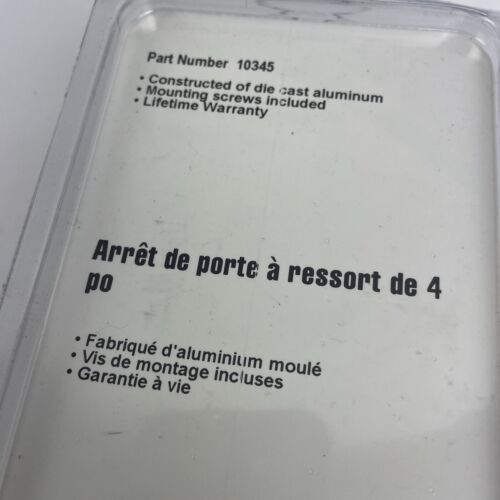 Part Number 10345
• Constructed of die cast aluminum
• Mounting screws included
• Lifetime Warranty
Arrêt de porte à ressort de 4
po
• Fabriqué d'aluminium moulé
• Vis de montage incluses
• Garantie à vie